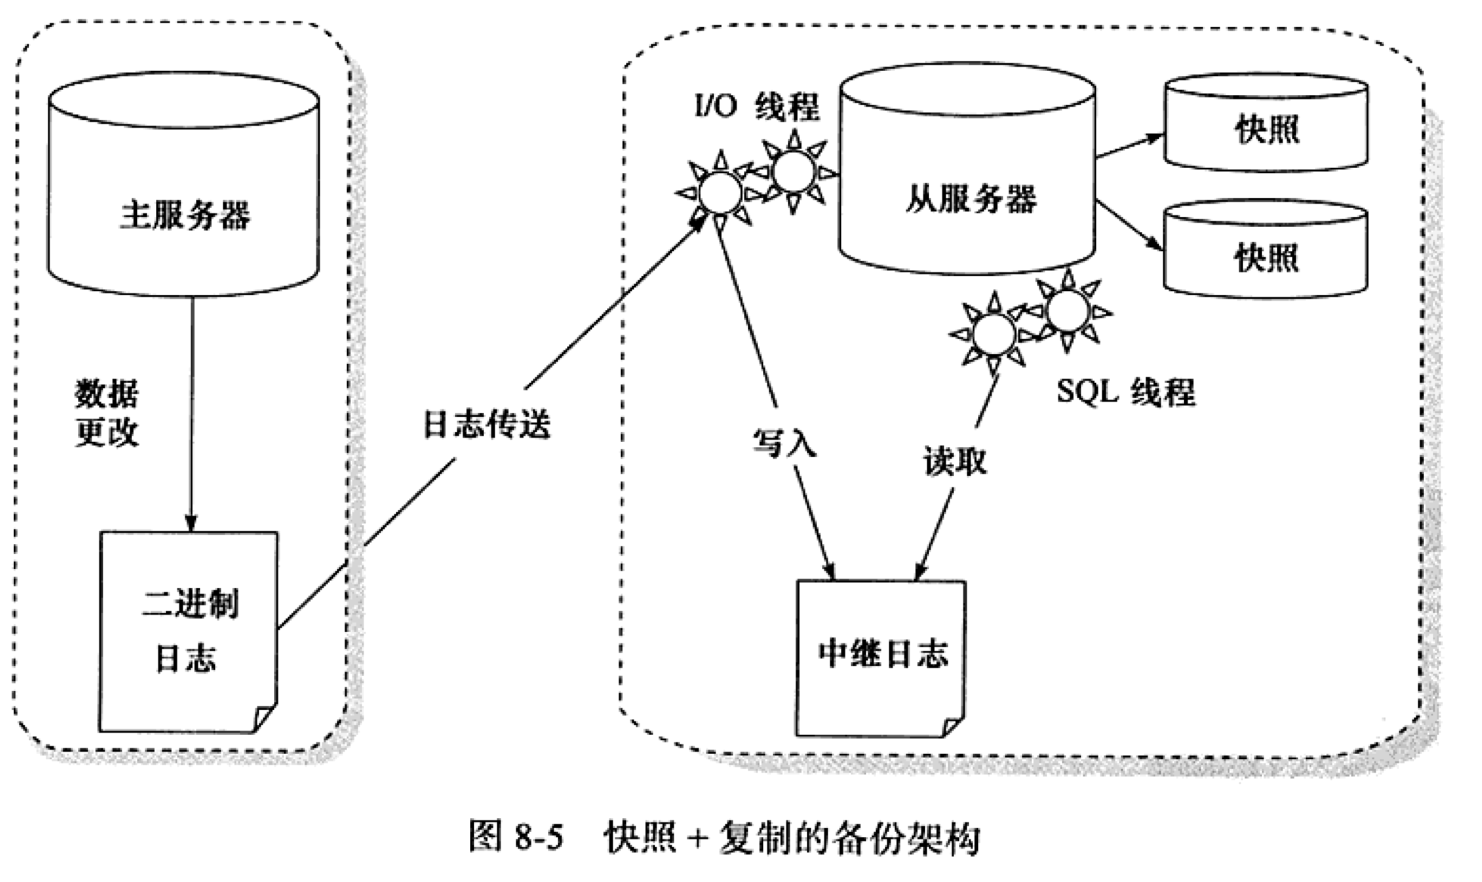 主服务器
数据
更改
二进制
日志
日志传送
I/O 线程
从服务器
快照
快照
SQL 线程
写入
读取
中继日志
图 8-5 快照 + 复制的备份架构